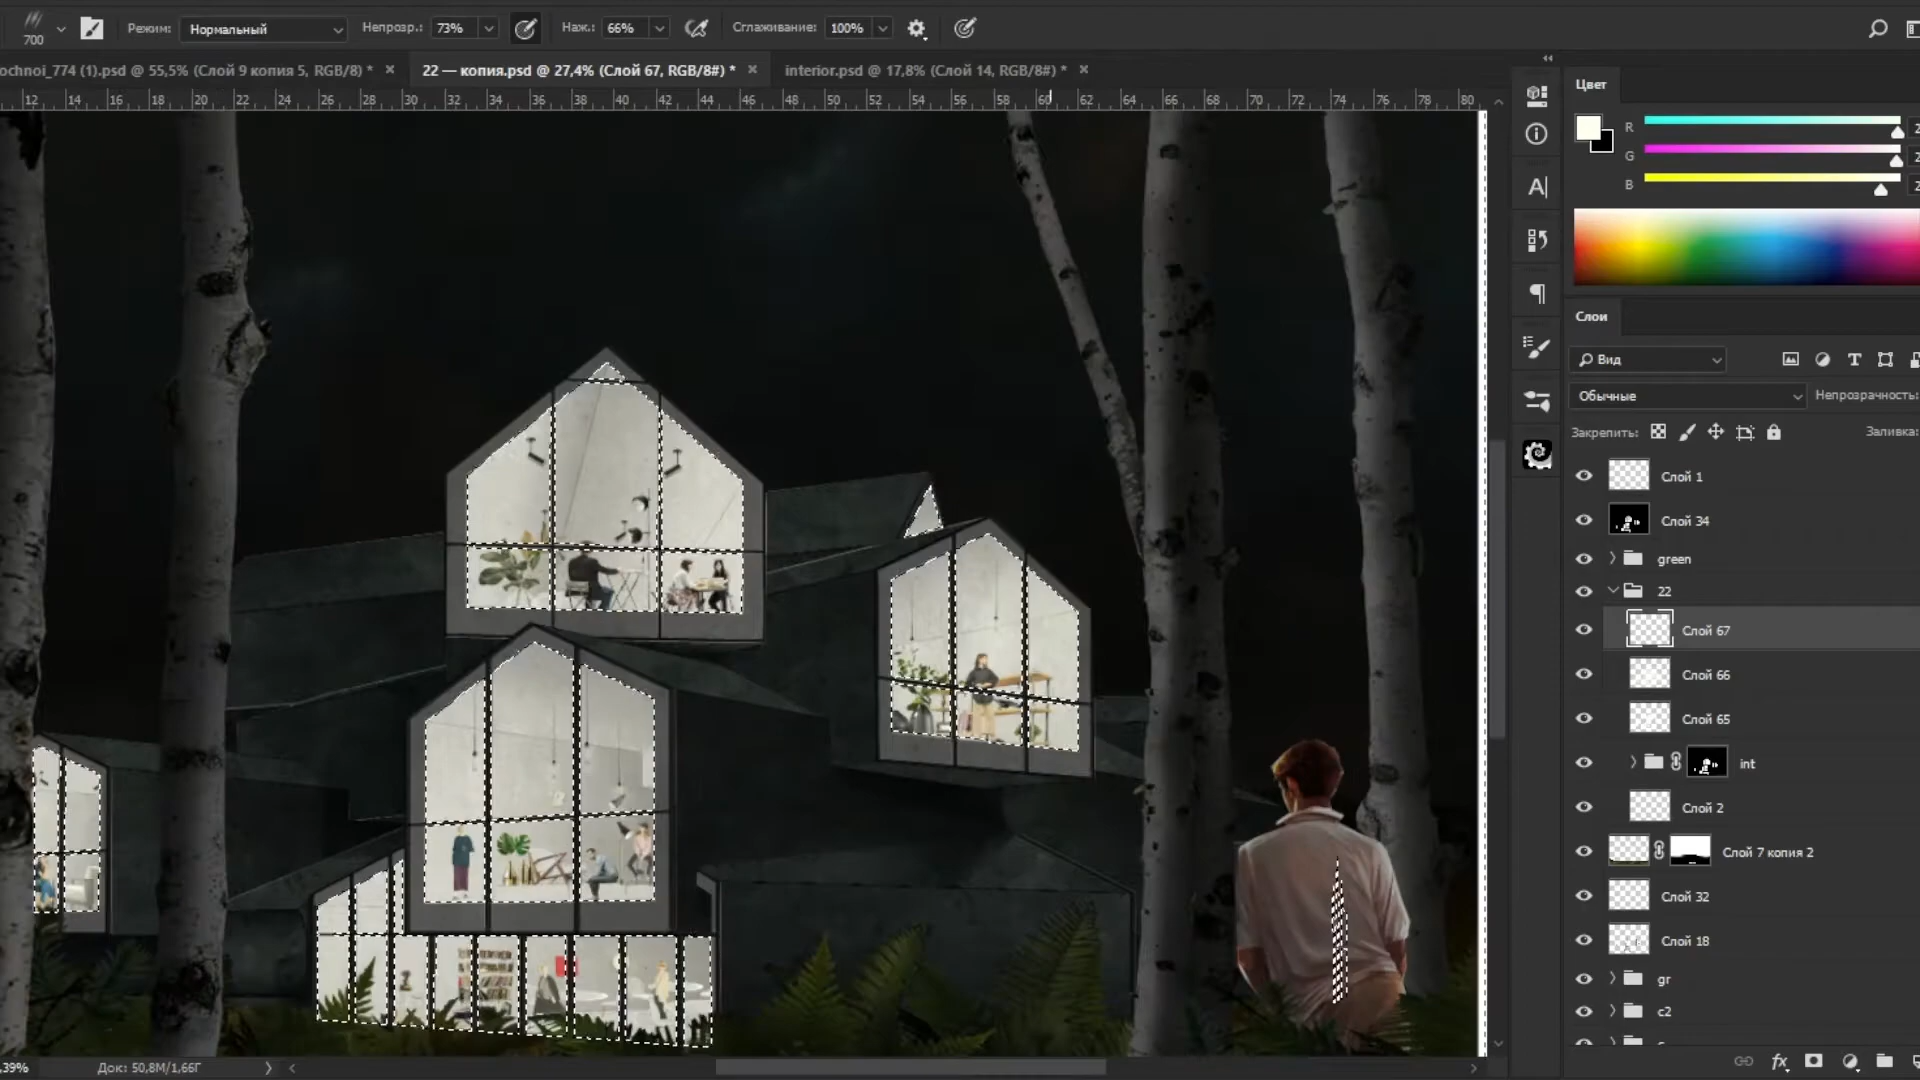 700
Режим: Нормальный Непрозр.: 73% Наж.: 66% Сглаживание: 100%
ochnoi_774 (1).psd @ 55,5% (Слой 9 копия 5, RGB/8) * ×
22 — копия.psd @ 27,4% (Слой 67, RGB/8#) * ×
interior.psd @ 17,8% (Слой 14, RGB/8#) * ×
12 14 16 18 20 22 24 26 28 30 32 34 36 38 40 42 44 46 48 50 52 54 56 58 60 62 64 66 68 70 72 74 76 78 80
Цвет
R
G
B
Слои
Вид
Обычные Непрозрачность:
Закрепить: Заливка:
Слой 1
Слой 34
green
22
Слой 67
Слой 66
Слой 65
int
Слой 2
Слой 7 копия 2
Слой 32
Слой 18
gr
c2
,39% Док: 50,8M/1,66Г